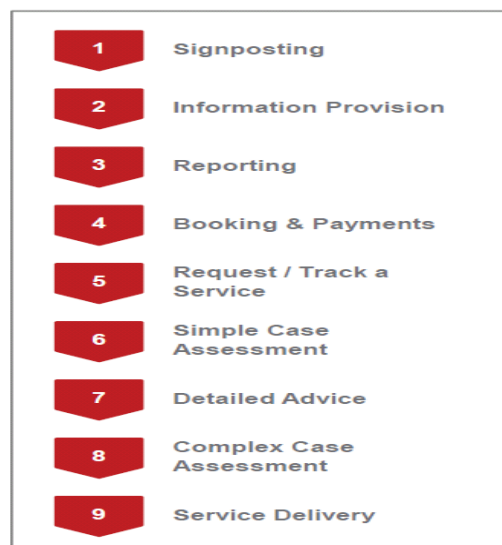 1 Signposting
2 Information Provision
3 Reporting
4 Booking & Payments
5 Request / Track a
Service
6 Simple Case
Assessment
7 Detailed Advice
8 Complex Case
Assessment
9 Service Delivery